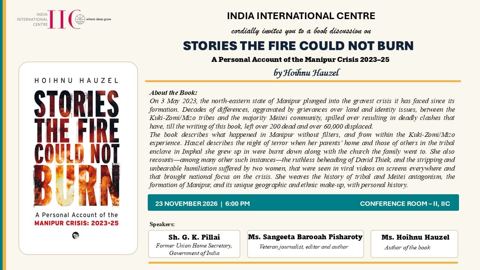 INDIA
INTERNATIONAL
CENTRE
IIC
where ideas grow
INDIA INTERNATIONAL CENTRE
cordially invites you to a book discussion on
STORIES THE FIRE COULD NOT BURN
A Personal Account of the Manipur Crisis 2023–25
by Hoihnu Hauzel
HOIHNU HAUZEL
STORIES
THE FIRE
COULD NOT
BURN
A Personal Account of the
MANIPUR CRISIS: 2023-25
About the Book:
On 3 May 2023, the north-eastern state of Manipur plunged into the gravest crisis it has faced since its
formation. Decades of differences, aggravated by grievances over land and identity issues, between the
Kuki-Zomi/Mizo tribes and the majority Meitei community, spilled over resulting in deadly clashes that
have, till the writing of this book, left over 200 dead and over 60,000 displaced.
The book describes what happened in Manipur without filters, and from within the Kuki-Zomi/Mizo
experience. Hauzel describes the night of terror when her parents' home and those of others in the tribal
enclave in Imphal she grew up in were burnt down along with the church the family went to. She also
recounts—among many other such instances—the ruthless beheading of David Thiek, and the stripping and
unbearable humiliation suffered by two women, that were seen in viral videos on screens everywhere and
that brought national focus on the crisis. She weaves the history of tribal and Meitei antagonism, the
formation of Manipur, and its unique geographic and ethnic make-up, with personal history.
23 NOVEMBER 2026 | 6:00 PM
CONFERENCE ROOM – II, IIC
Speakers:
Sh. G. K. Pillai
Former Union Home Secretary,
Government of India
Ms. Sangeeta Barooah Pisharoty
Veteran journalist, editor and author
Ms. Hoihnu Hauzel
Author of the book